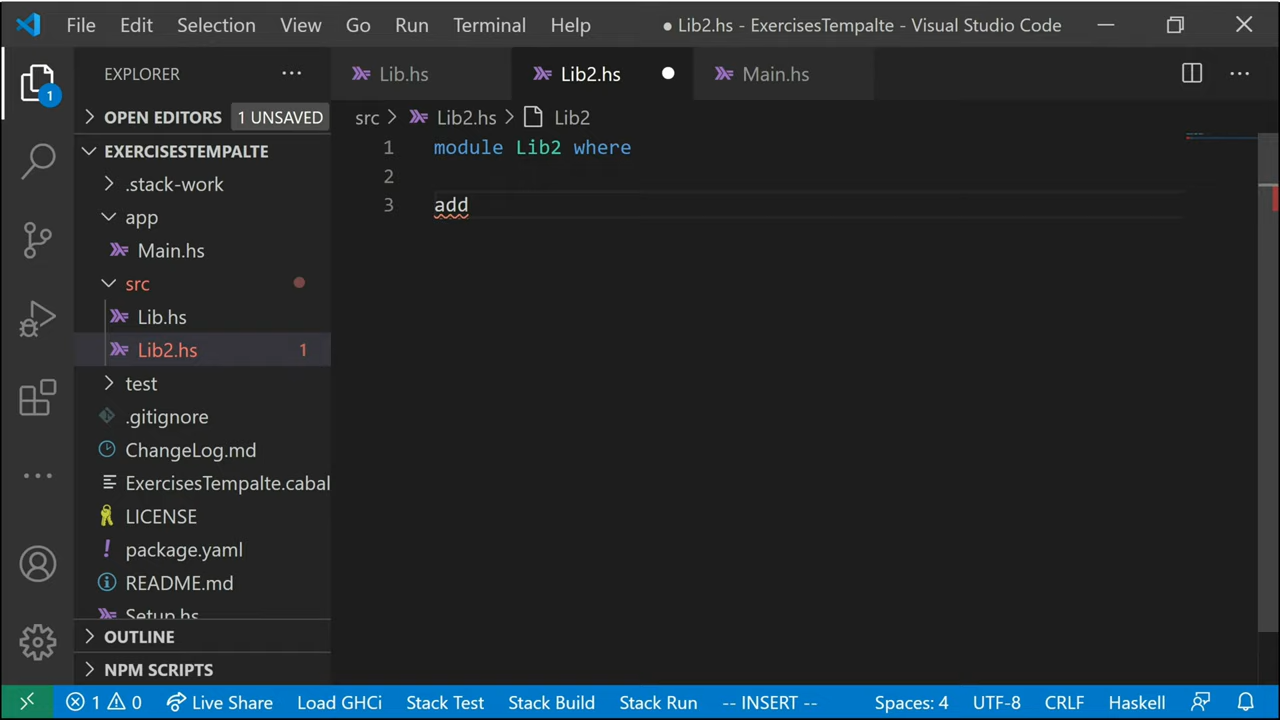 File Edit Selection View Go Run Terminal Help ● Lib2.hs - ExercisesTempalte - Visual Studio Code
EXPLORER ···
Lib.hs Lib2.hs Main.hs
OPEN EDITORS 1 UNSAVED
src > Lib2.hs > Lib2
EXERCISESTEMPALTE
.stack-work
app
Main.hs
src
Lib.hs
Lib2.hs 1
test
.gitignore
ChangeLog.md
ExercisesTempalte.cabal
LICENSE
package.yaml
README.md
Setup.hs
OUTLINE
NPM SCRIPTS
1
1 module Lib2 where
2
3 add
1 0 Live Share Load GHCi Stack Test Stack Build Stack Run -- INSERT -- Spaces: 4 UTF-8 CRLF Haskell